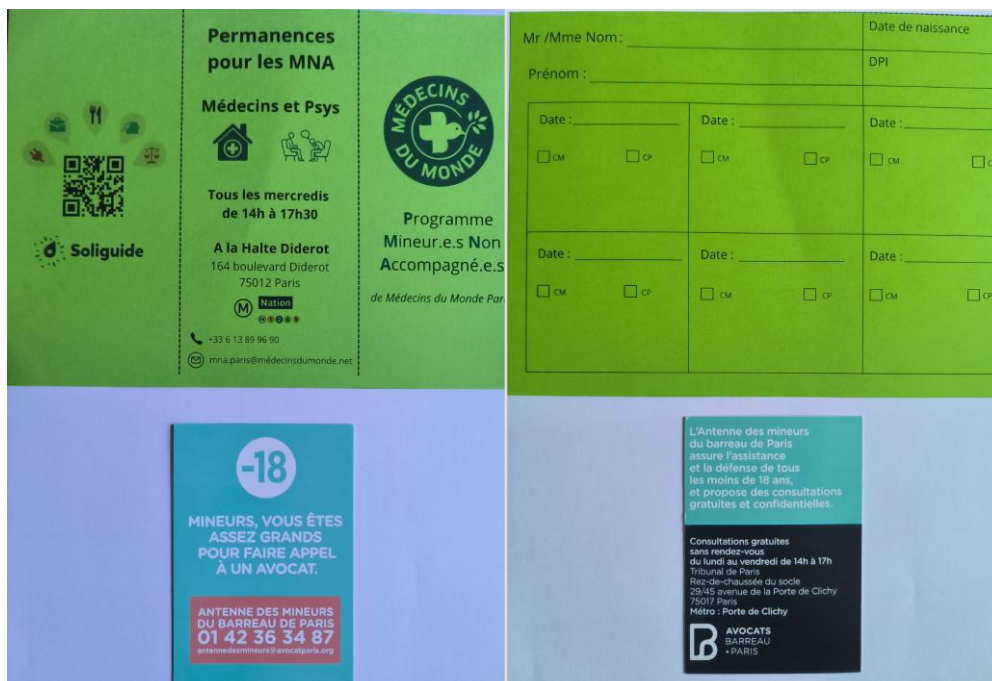 Soliguide
Permanences
pour les MNA
Médecins et Psys
Tous les mercredis
de 14h à 17h30
A la Halte Diderot
164 boulevard Diderot
75012 Paris
M Nation
M 1 2 6 9
+33 6 13 89 96 90
mna.paris@médecinsdumonde.net
MÉDECINS
DU MONDE
Programme
Mineur.e.s Non
Accompagné.e.s
de Médecins du Monde Par
Mr /Mme Nom :
Date de naissance
DPI
Prénom :
Date :
CM CP
Date :
CM CP
Date :
CM C
Date :
CM CP
Date :
CM CP
Date :
CM CP
-18
MINEURS, VOUS ÊTES
ASSEZ GRANDS
POUR FAIRE APPEL
À UN AVOCAT.
ANTENNE DES MINEURS
DU BARREAU DE PARIS
01 42 36 34 87
antennedesmineurs@avocatparis.org
L'Antenne des mineurs
du barreau de Paris
assure l'assistance
et la défense de tous
les moins de 18 ans,
et propose des consultations
gratuites et confidentielles.
Consultations gratuites
sans rendez-vous
du lundi au vendredi de 14h à 17h
Tribunal de Paris
Rez-de-chaussée du socle
29/45 avenue de la Porte de Clichy
75017 Paris
Métro : Porte de Clichy
AVOCATS
BARREAU
PARIS